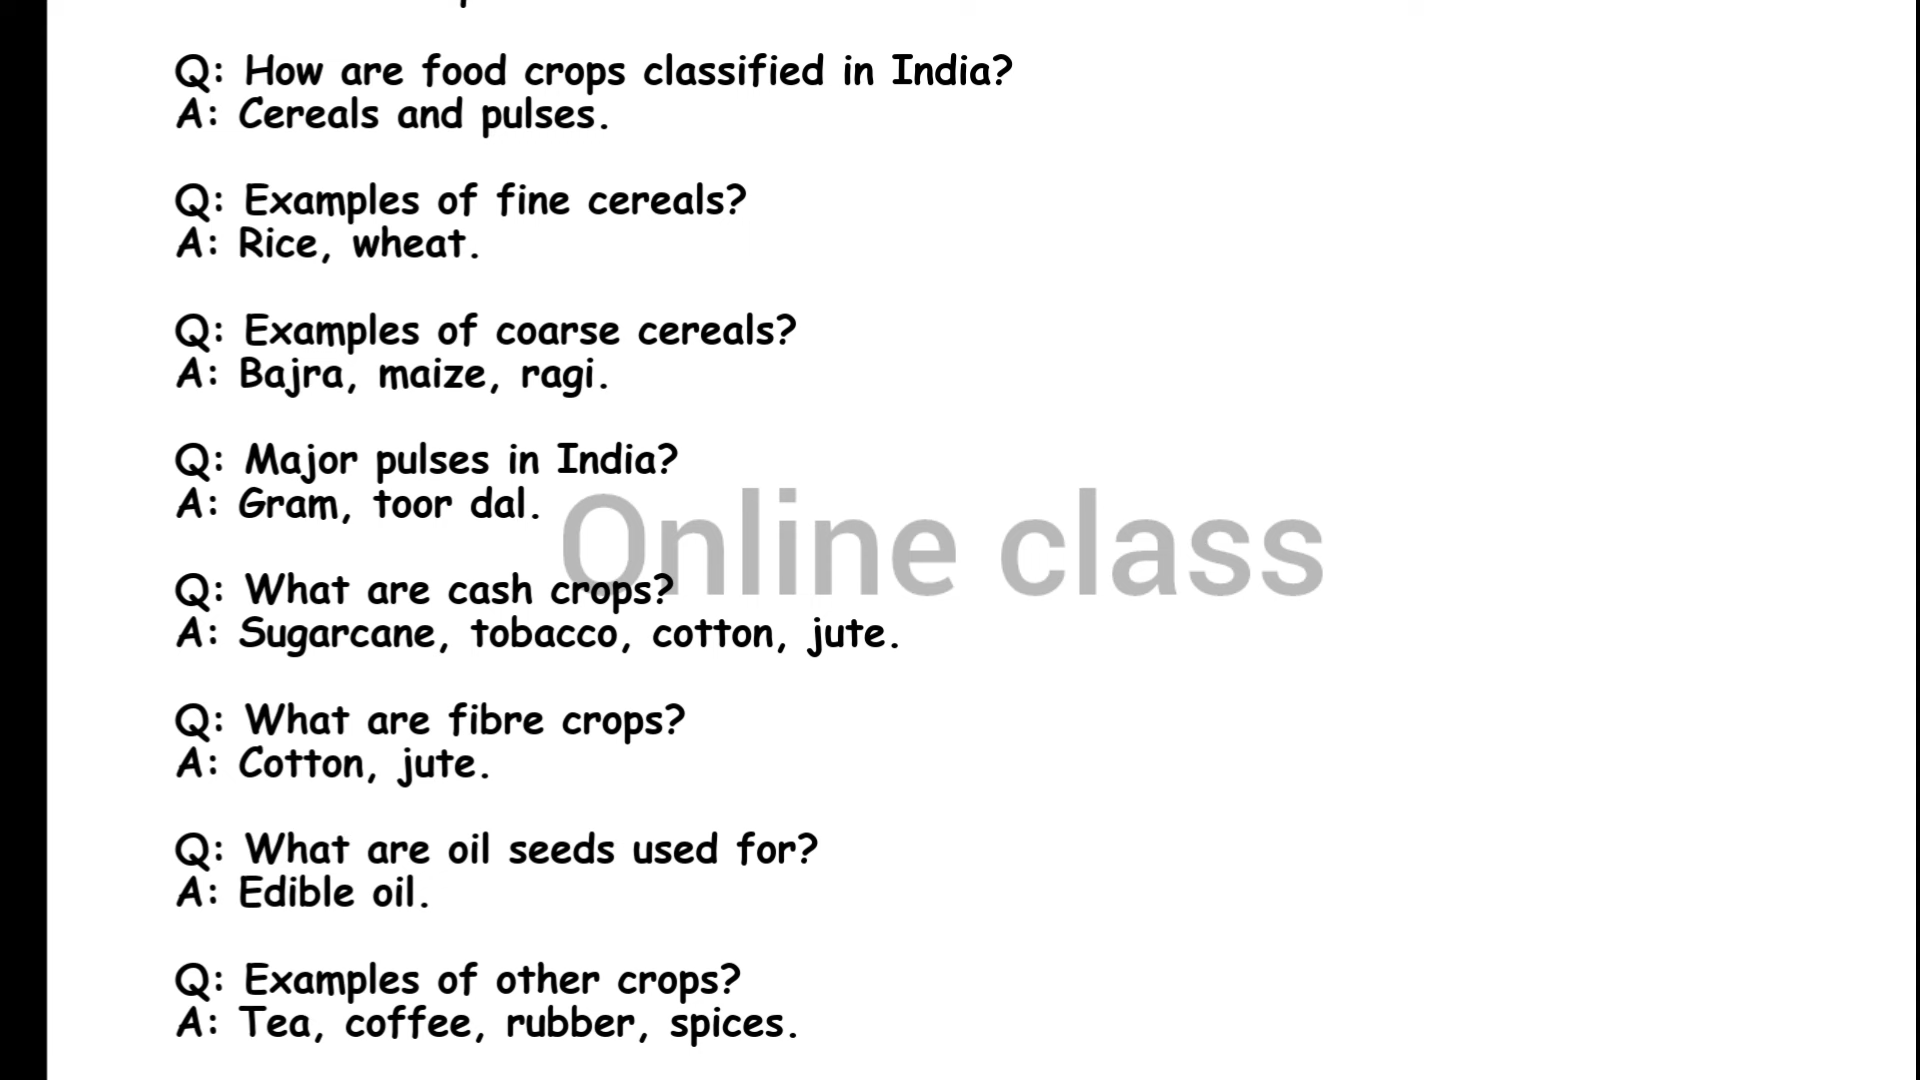 Q: How are food crops classified in India?
A: Cereals and pulses.
Q: Examples of fine cereals?
A: Rice, wheat.
Q: Examples of coarse cereals?
A: Bajra, maize, ragi.
Q: Major pulses in India?
A: Gram, toor dal.
Online class
Q: What are cash crops?
A: Sugarcane, tobacco, cotton, jute.
Q: What are fibre crops?
A: Cotton, jute.
Q: What are oil seeds used for?
A: Edible oil.
Q: Examples of other crops?
A: Tea, coffee, rubber, spices.